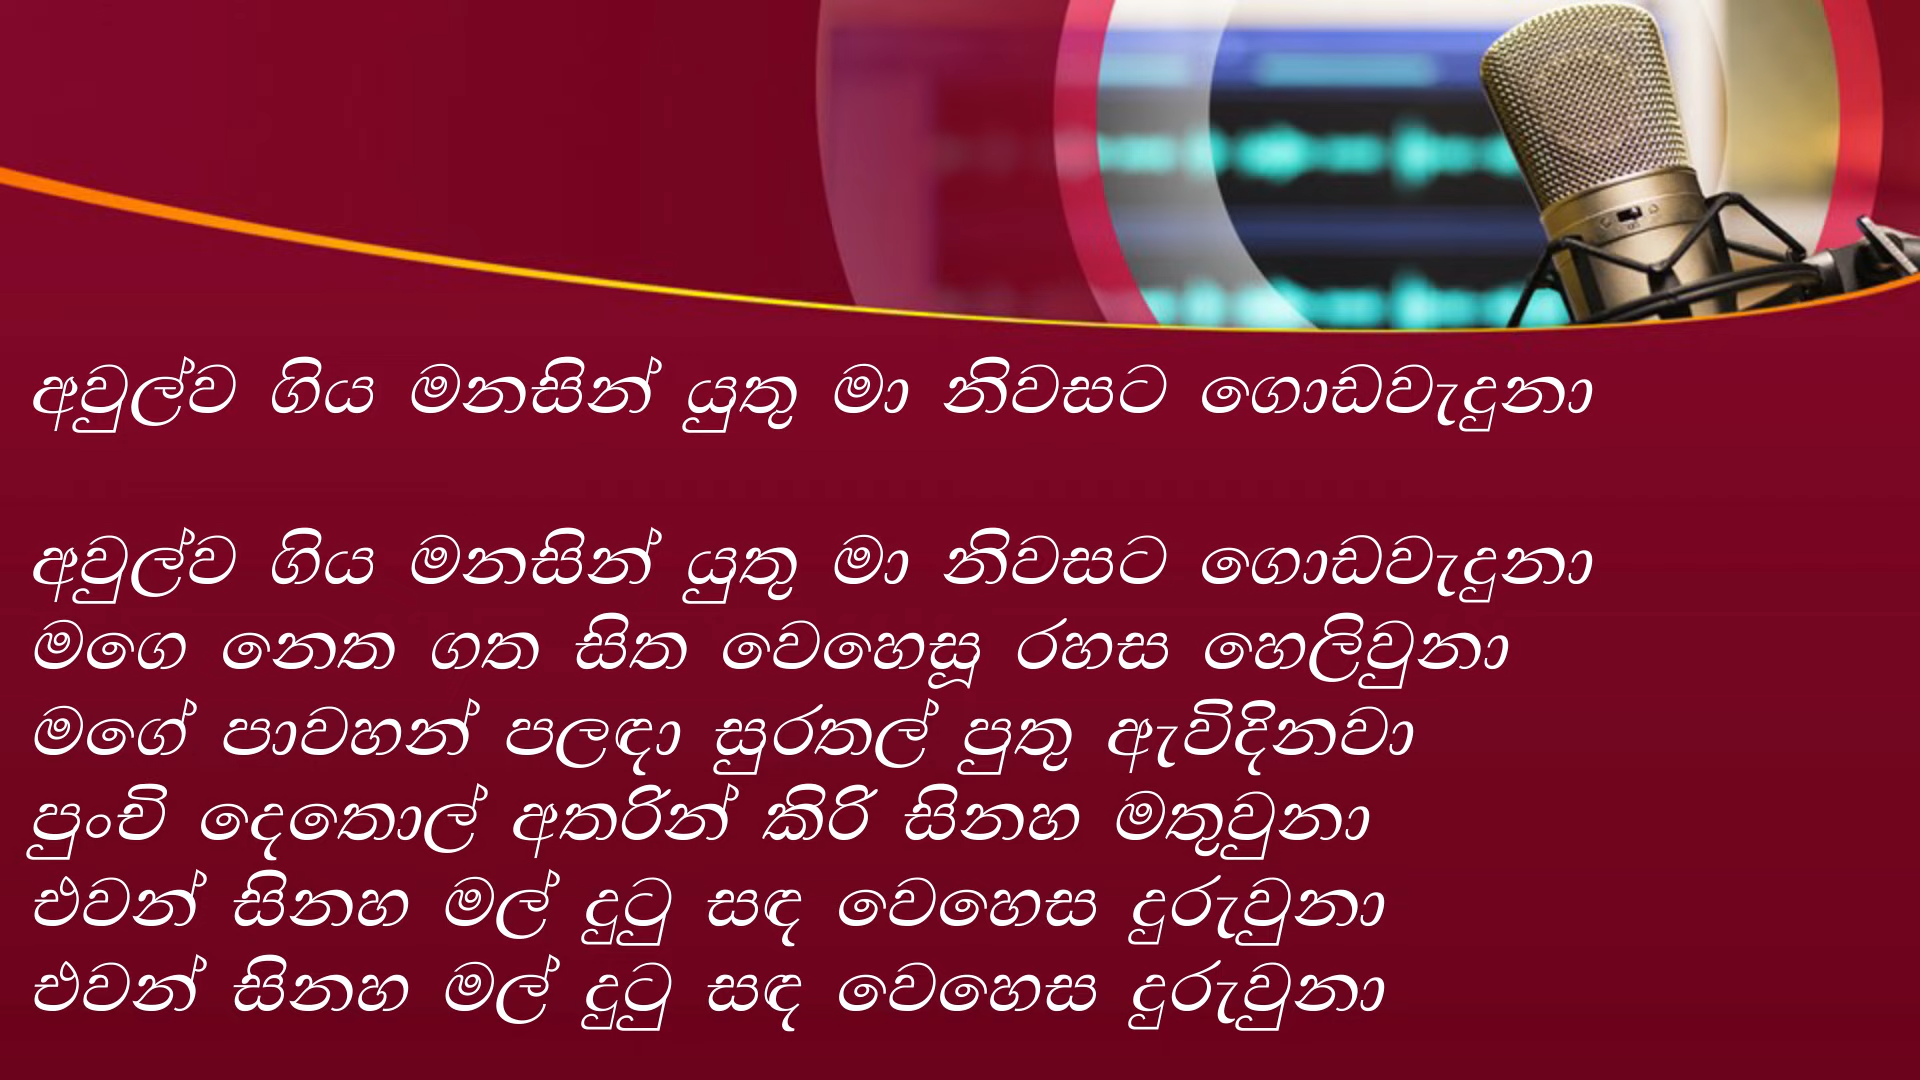 අවුල්ව ගිය මනසින් යුතු මා නිවසට ගොඩවැදුනා
අවුල්ව ගිය මනසින් යුතු මා නිවසට ගොඩවැදුනා
මගෙ නෙත ගත සිත වෙහෙසූ රහස හෙලිවුනා
මගේ පාවහන් පලඳා සුරතල් පුතු ඇවිදිනවා
පුංචි දෙතොල් අතරින් කිරි සිනහ මතුවුනා
එවන් සිනහ මල් දුටු සඳ වෙහෙස දුරුවුනා
එවන් සිනහ මල් දුටු සඳ වෙහෙස දුරුවුනා